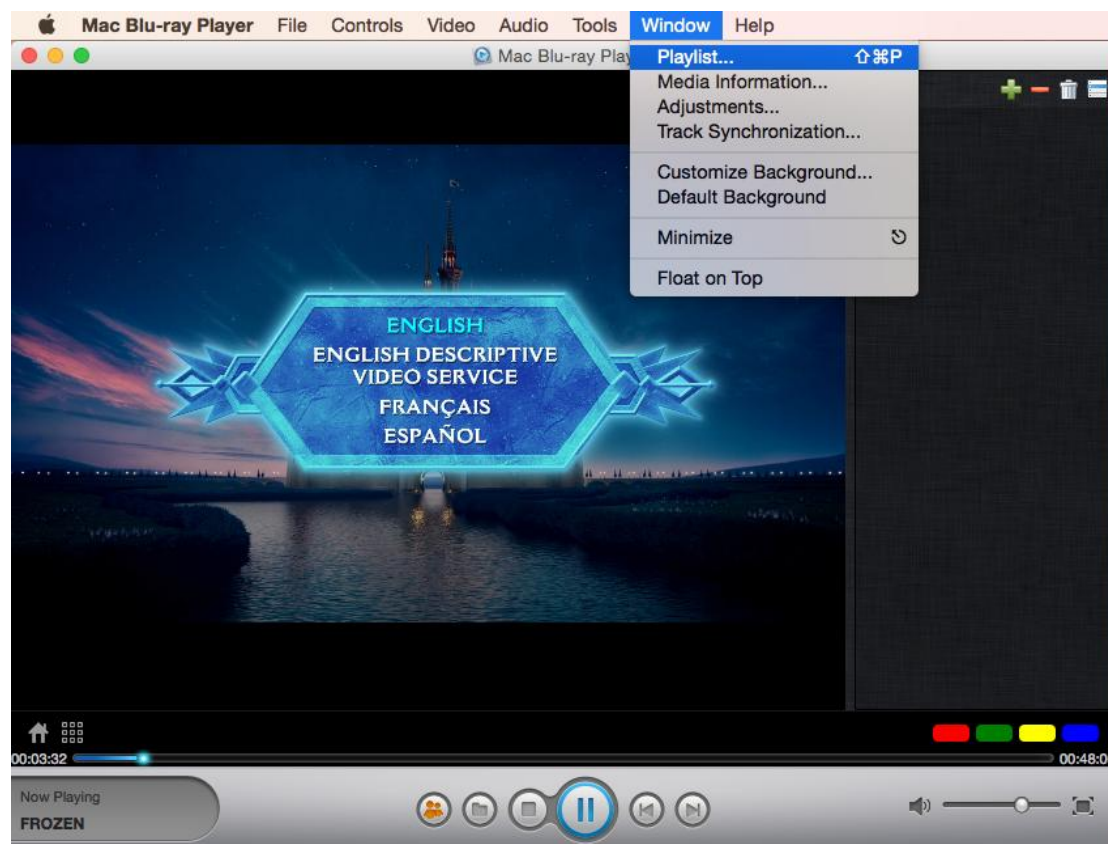 Mac Blu-ray Player File Controls Video Audio Tools Window Help
Mac Blu-ray Play
Playlist... ⇧⌘P
Media Information...
Adjustments...
Track Synchronization...
Customize Background...
Default Background
Minimize
Float on Top
ENGLISH
ENGLISH DESCRIPTIVE
VIDEO SERVICE
FRANÇAIS
ESPAÑOL
00:03:32 00:48:0
Now Playing
FROZEN